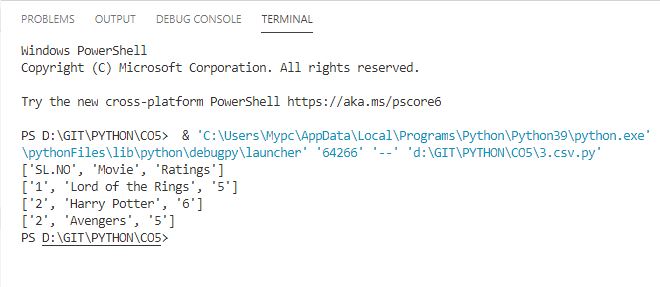 PROBLEMS OUTPUT DEBUG CONSOLE TERMINAL
Windows PowerShell
Copyright (C) Microsoft Corporation. All rights reserved.
Try the new cross-platform PowerShell https://aka.ms/pscore6
PS D:\GIT\PYTHON\CO5>  & 'C:\Users\Mypc\AppData\Local\Programs\Python\Python39\python.exe'
\pythonFiles\lib\python\debugpy\launcher' '64266' '--' 'd:\GIT\PYTHON\CO5\3.csv.py'
['SL.NO', 'Movie', 'Ratings']
['1', 'Lord of the Rings', '5']
['2', 'Harry Potter', '6']
['2', 'Avengers', '5']
PS D:\GIT\PYTHON\CO5>